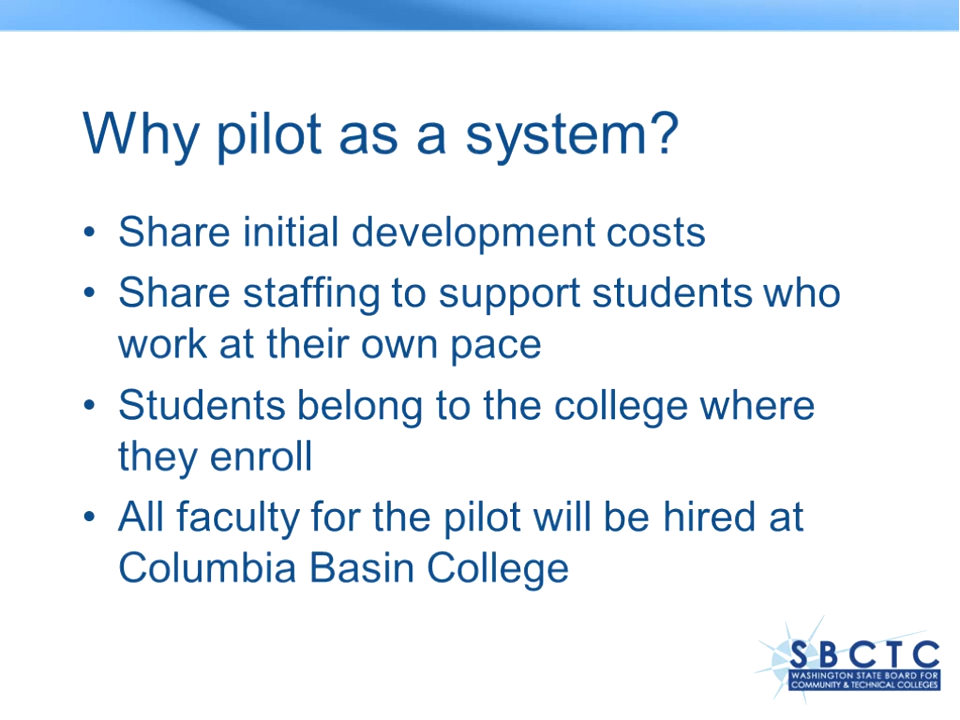 Why pilot as a system?
• Share initial development costs
• Share staffing to support students who
work at their own pace
• Students belong to the college where
they enroll
• All faculty for the pilot will be hired at
Columbia Basin College
SBCTC
WASHINGTON STATE BOARD FOR
COMMUNITY & TECHNICAL COLLEGES